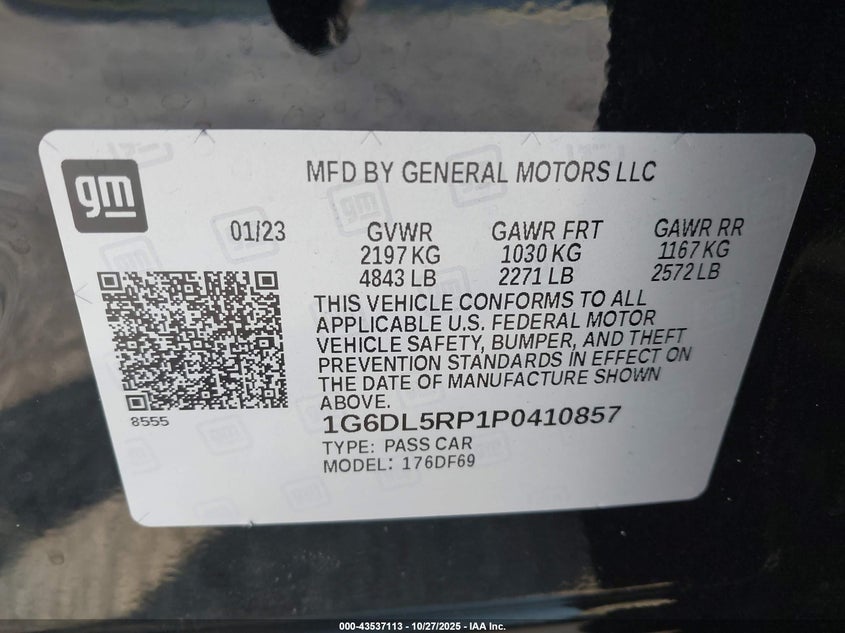 gm
MFD BY GENERAL MOTORS LLC
01/23 GVWR GAWR FRT GAWR RR
2197 KG 1030 KG 1167 KG
4843 LB 2271 LB 2572 LB
THIS VEHICLE CONFORMS TO ALL
APPLICABLE U.S. FEDERAL MOTOR
VEHICLE SAFETY, BUMPER, AND THEFT
PREVENTION STANDARDS IN EFFECT ON
THE DATE OF MANUFACTURE SHOWN
ABOVE.
8555
1G6DL5RP1P0410857
TYPE: PASS CAR
MODEL: 176DF69
000-43537113 - 10/27/2025 - IAA Inc.